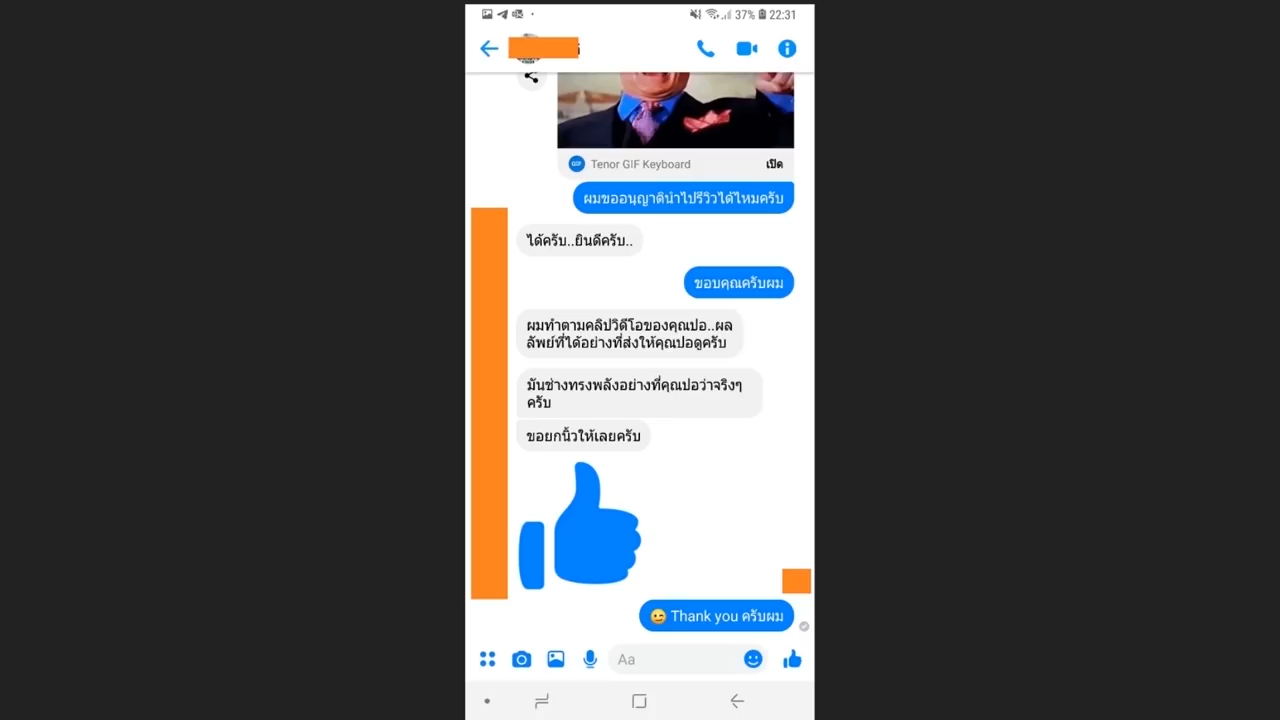 37% 22:31
Tenor GIF Keyboard เปิด
ผมขออนุญาตินำไปรีวิวได้ไหมครับ
ได้ครับ..ยินดีครับ..
ขอบคุณครับผม
ผมทำตามคลิปวิดีโอของคุณปอ..ผล
ลัพย์ที่ได้อย่างที่ส่งให้คุณปอดูครับ
มันช่างทรงพลังอย่างที่คุณปอว่าจริงๆ
ครับ
ขอยกนิ้วให้เลยครับ
😉 Thank you ครับผม
Aa